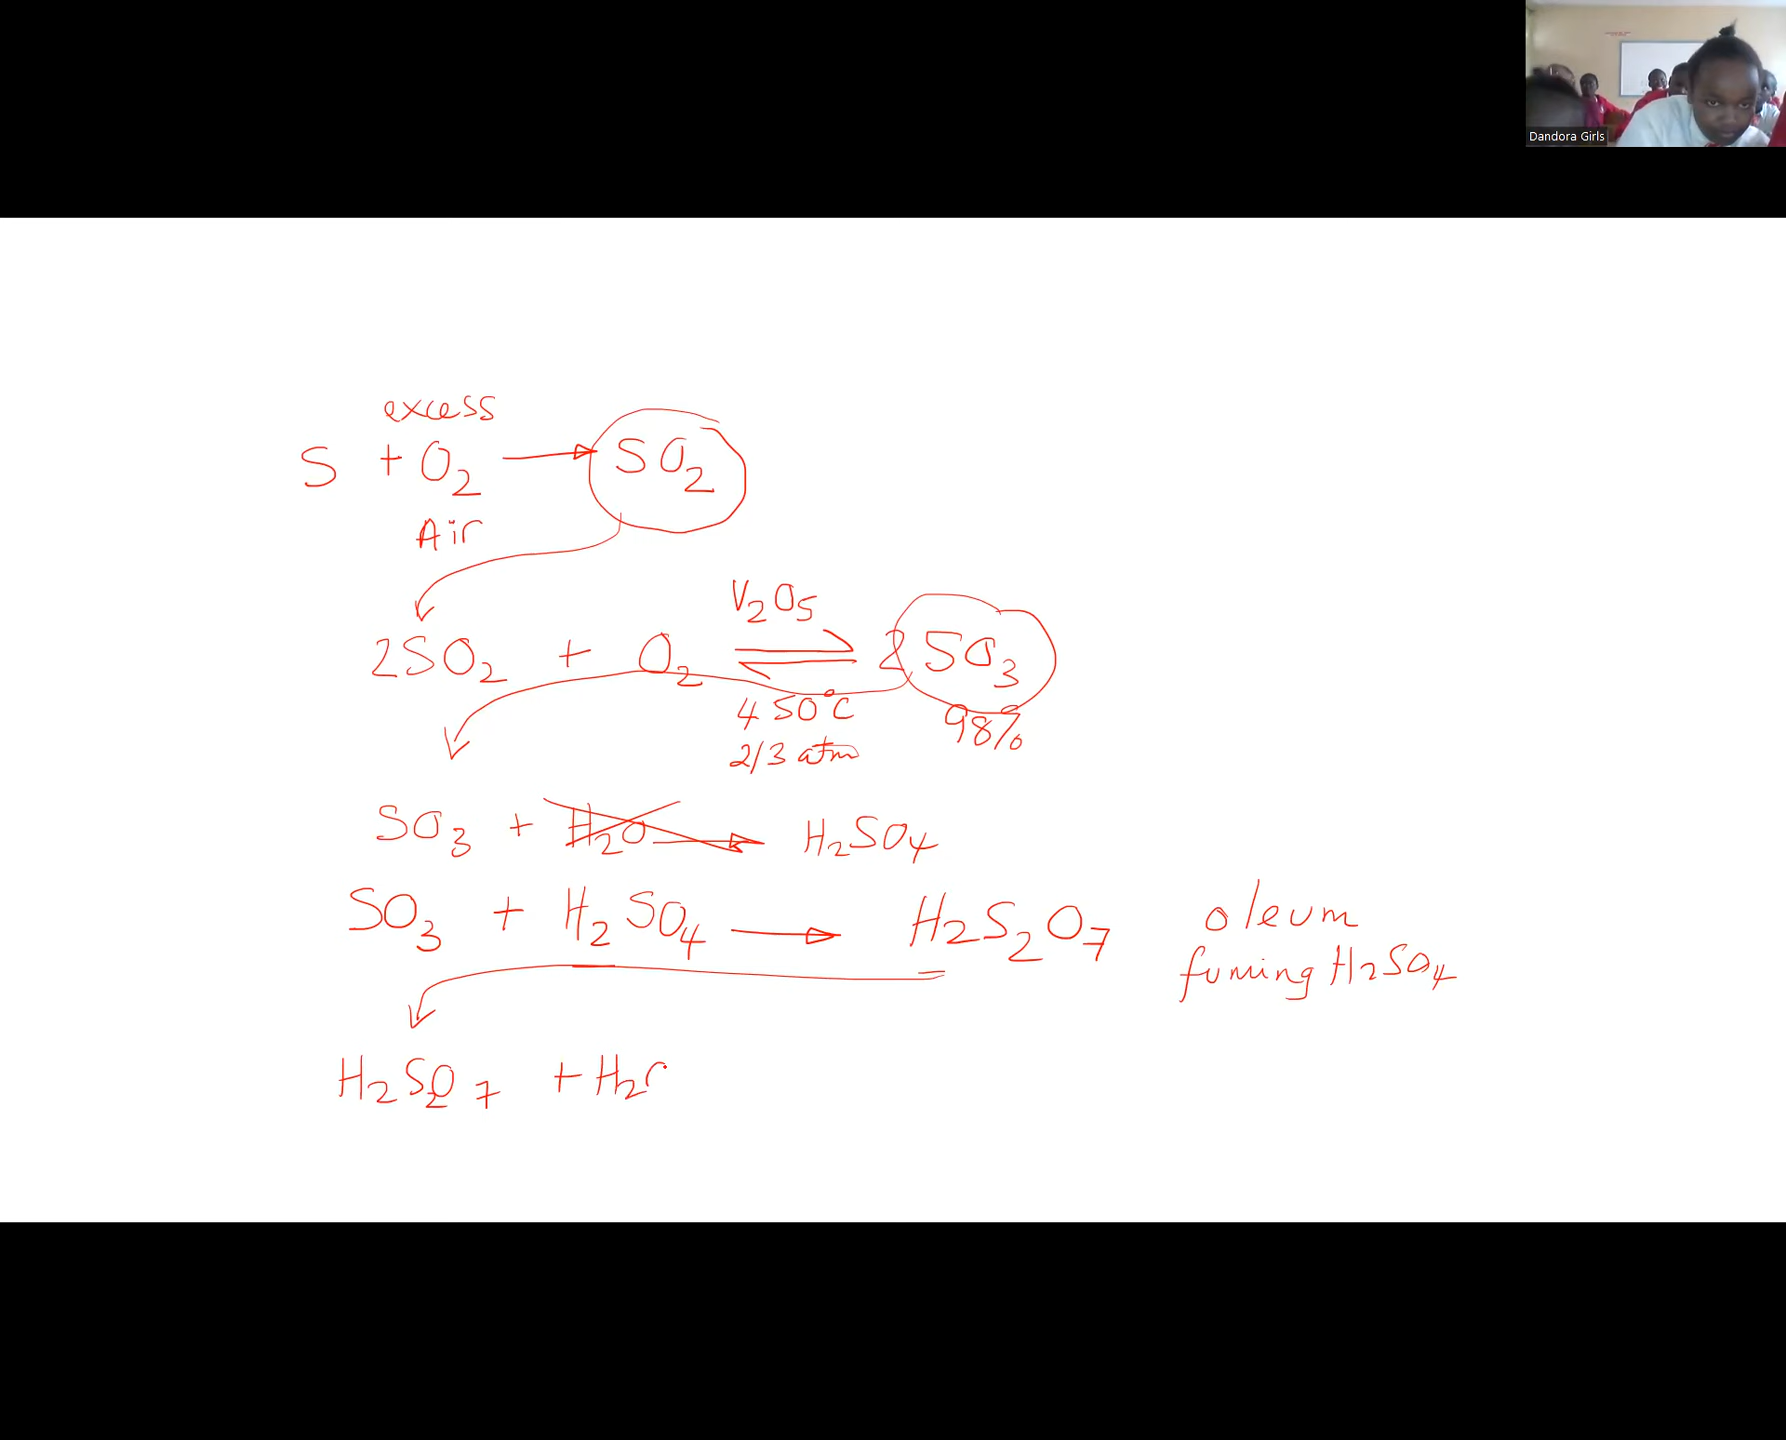 Dandora Girls
excess
S + O₂ → SO₂
Air
V₂O₅
2SO₂ + O₂ ⇌ 2SO₃
450°C 98%
2/3 atm
SO₃ + H₂O → H₂SO₄
SO₃ + H₂SO₄ → H₂S₂O₇ oleum
fuming H₂SO₄
H₂S₂O₇ + H₂